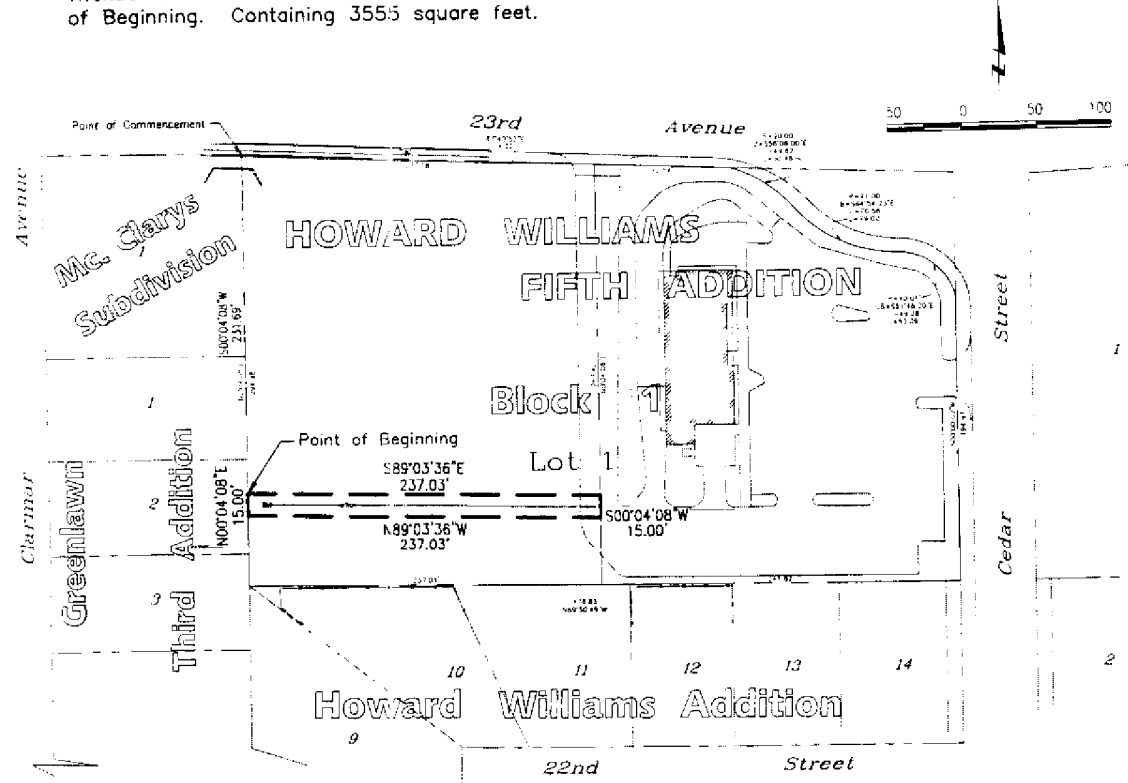 of Beginning. Containing 3555 square feet.
50 0 50 100
Point of Commencement
23rd Avenue
Avenue
Mc. Clarys
1
Subdivision
HOWARD WILLIAMS
FIFTH ADDITION
S00°04'08"W
231.69'
Street
1
1
Block 1
Point of Beginning
Lot 1
S89°03'36"E
237.03'
N00°04'08"E
15.00'
2
S00°04'08"W
15.00'
N89°03'36"W
237.03'
Clarmar
Greenlawn
Third Addition
Cedar
3
237.03'
10
11
12
13
14
2
Howard Williams Addition
9
22nd Street